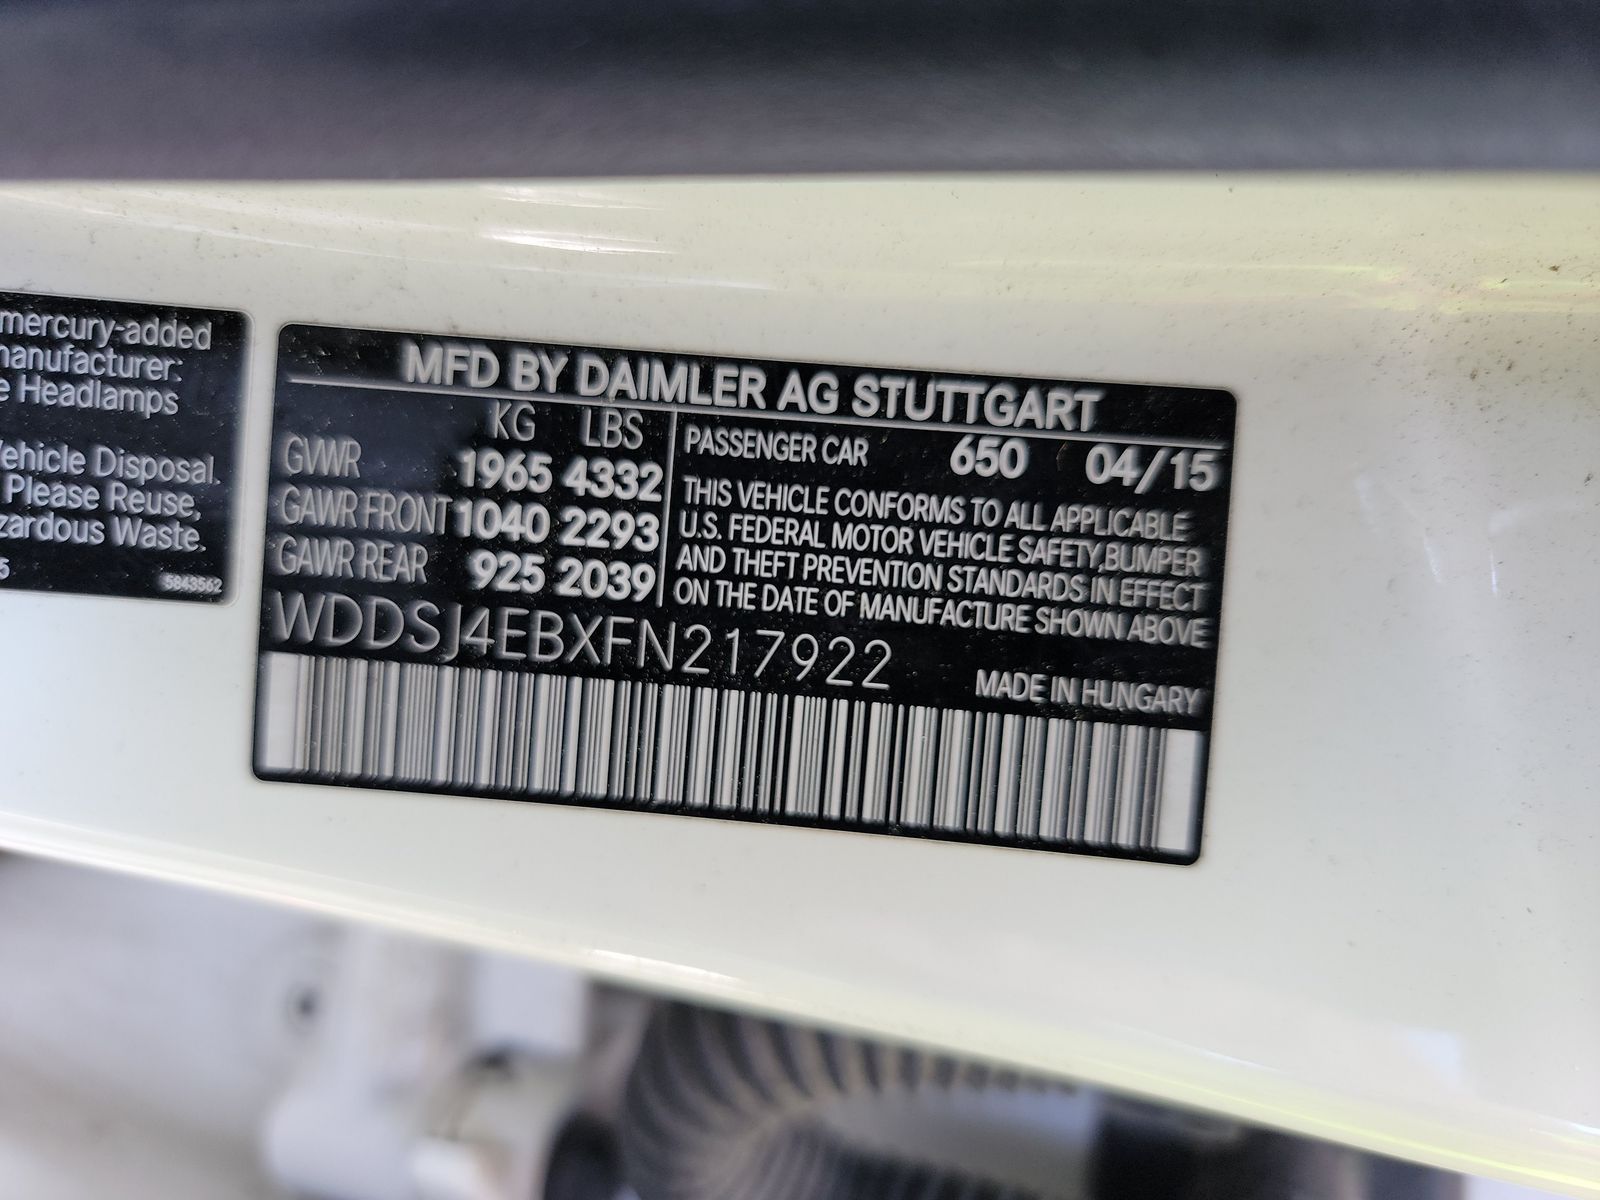 mercury-added
manufacturer:
e Headlamps
Vehicle Disposal.
Please Reuse,
azardous Waste.
5
5843562
MFD BY DAIMLER AG STUTTGART
KG LBS
GVWR 1965 4332
GAWR FRONT 1040 2293
GAWR REAR 925 2039
PASSENGER CAR 650 04/15
THIS VEHICLE CONFORMS TO ALL APPLICABLE
U.S. FEDERAL MOTOR VEHICLE SAFETY,BUMPER
AND THEFT PREVENTION STANDARDS IN EFFECT
ON THE DATE OF MANUFACTURE SHOWN ABOVE
WDDSJ4EBXFN217922
MADE IN HUNGARY